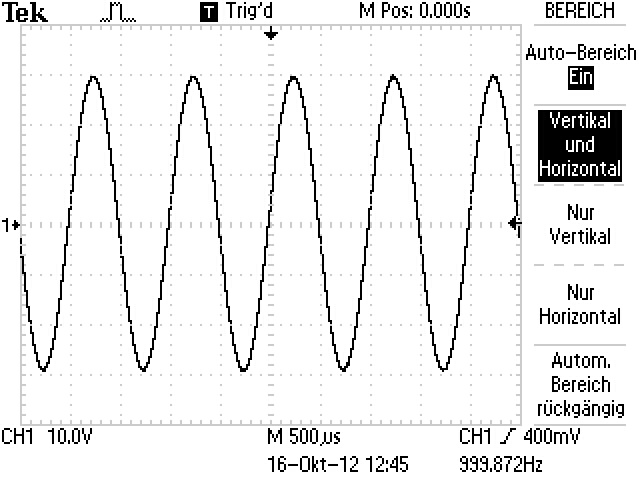 Tek T Trig'd M Pos: 0.000s BEREICH
Auto-Bereich
Ein
Vertikal
und
Horizontal
Nur
Vertikal
1
Nur
Horizontal
Autom.
Bereich
rückgängig
CH1 10.0V M 500µs CH1 400mV
16-Okt-12 12:45 999.872Hz